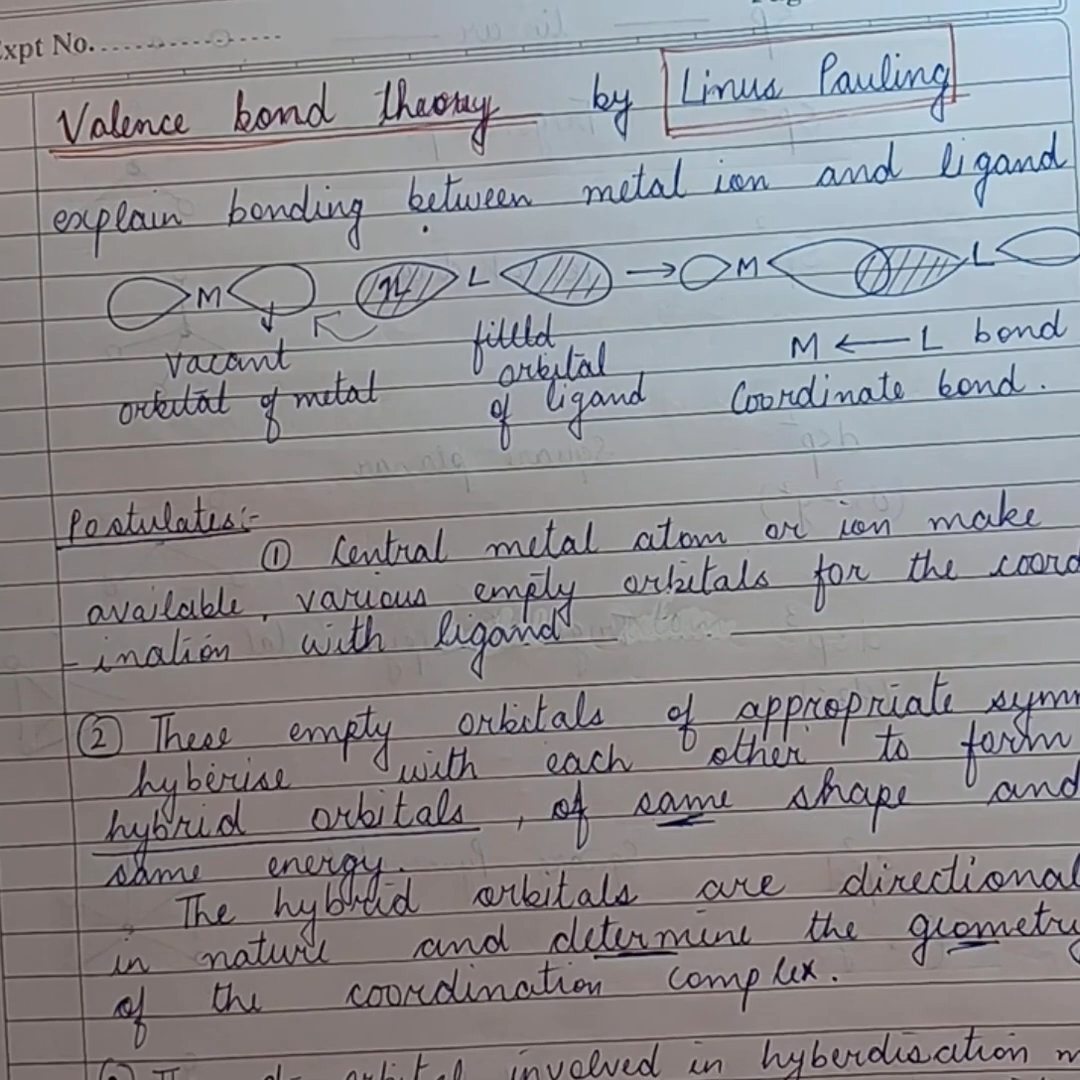 Expt No.
Valence bond theory by Linus Pauling
explain bonding between metal ion and ligand
M L → M L
vacant filled
orbital of metal orbital of ligand
M ← L bond
Coordinate bond.
Postulates:-
① Central metal atom or ion make
available, various empty orbitals for the coord
-ination with ligand
② These empty orbitals of appropriate symm
hyberise with each other to form
hybrid orbitals, of same shape and
same energy.
The hybrid orbitals are directional
in nature and determine the geometry
of the coordination complex.
orbital involved in hyberdisation